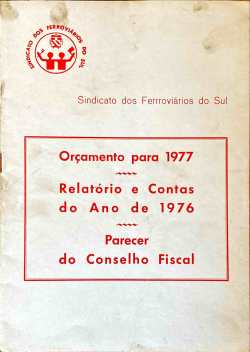 SINDICATO DOS FERROVIÁRIOS DO SUL
Sindicato dos Ferrroviários do Sul
Orçamento para 1977
Relatório e Contas
do Ano de 1976
Parecer
do Conselho Fiscal